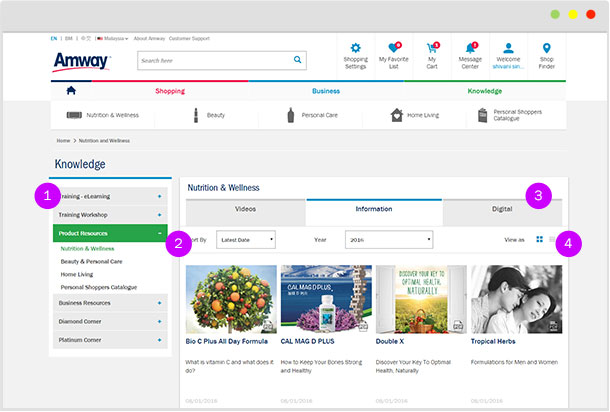 EN | BM | 中文 | Malaysia About Amway Customer Support
Amway
Search here
Shopping Settings
My Favorite List
My Cart
Message Center
Welcome shivani sin...
Shop Finder
Shopping Business Knowledge
Nutrition & Wellness Beauty Personal Care Home Living Personal Shoppers Catalogue
Home > Nutrition and Wellness
Knowledge
1
Training - eLearning +
Training Workshop +
Product Resources –
Nutrition & Wellness
Beauty & Personal Care
Home Living
Personal Shoppers Catalogue
Business Resources +
Diamond Corner +
Platinum Corner +
Nutrition & Wellness
Videos Information Digital
3
2
Sort By Latest Date Year 2016 View as
4
Bio C Plus All Day Formula
What is vitamin C and what does it do?
08/01/2016
CAL MAG D PLUS
CAL MAG D PLUS
How to Keep Your Bones Strong and Healthy
08/01/2016
DISCOVER YOUR KEY TO OPTIMAL HEALTH, NATURALLY
Double X
Discover Your Key To Optimal Health, Naturally
08/01/2016
Tropical Herbs
Formulations for Men and Women
08/01/2016